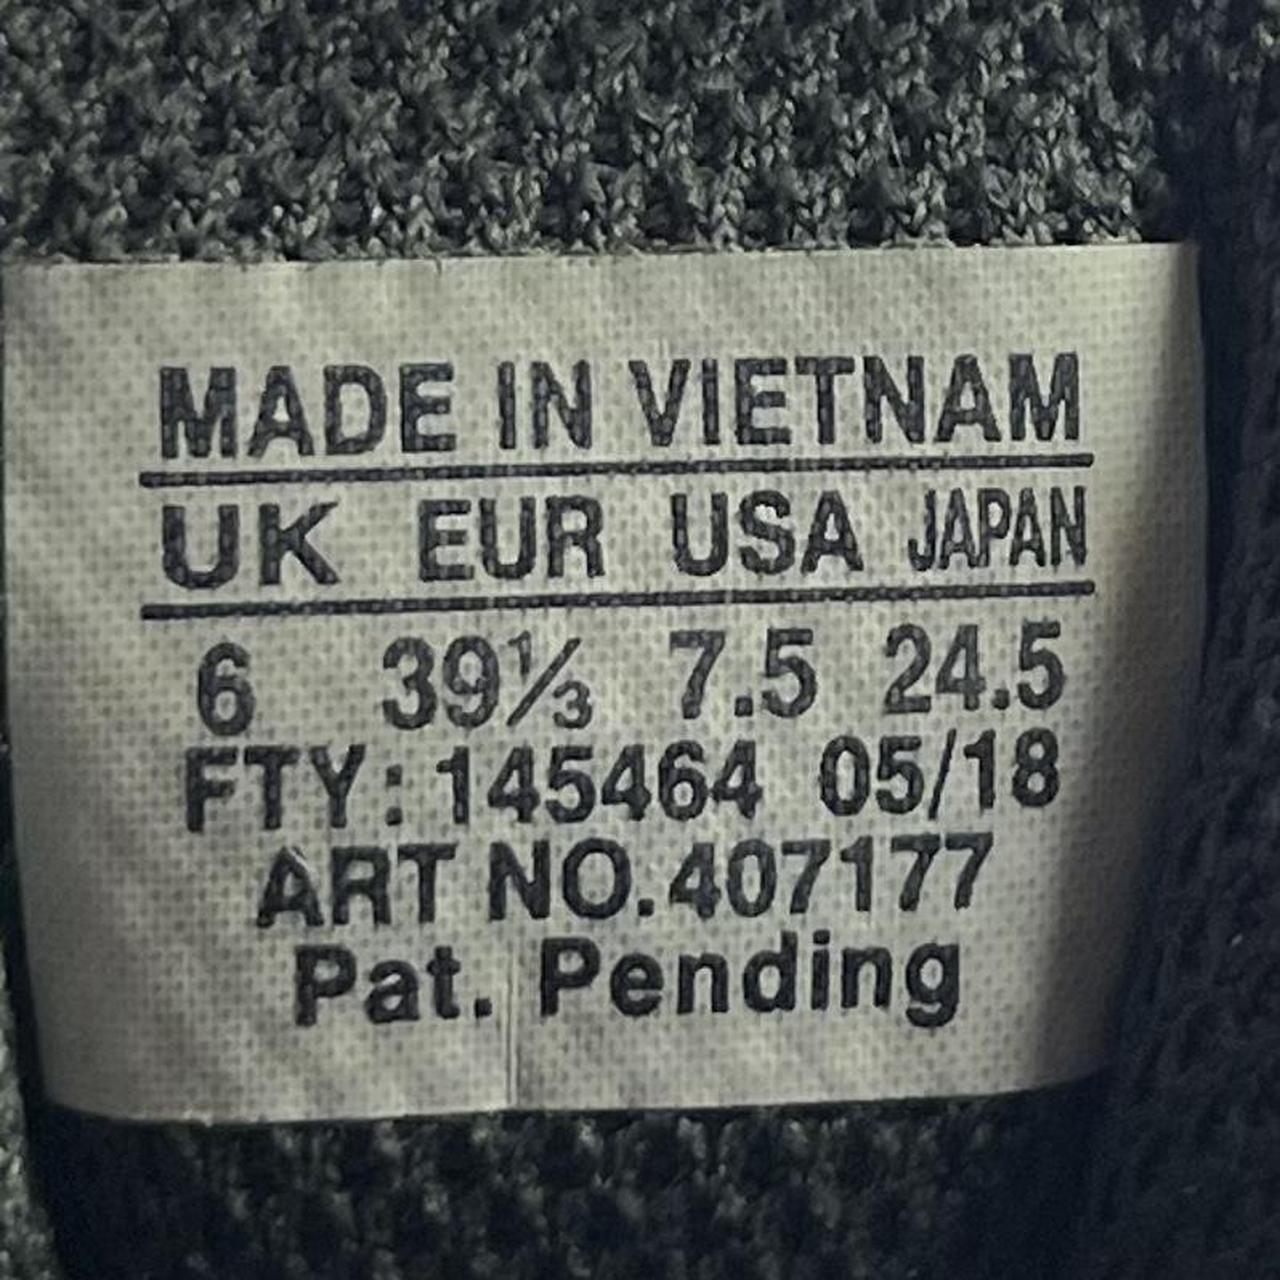 MADE IN VIETNAM
UK EUR USA JAPAN
6 39⅓ 7.5 24.5
FTY: 145464 05/18
ART NO.407177
Pat. Pending